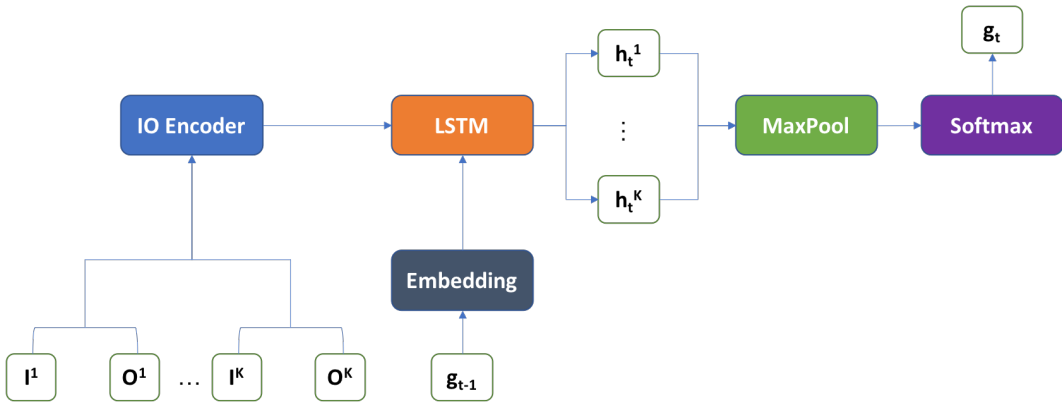 g_t
h_t^1
IO Encoder
LSTM
⋮
MaxPool
Softmax
h_t^K
Embedding
I^1
O^1
...
I^K
O^K
g_{t-1}